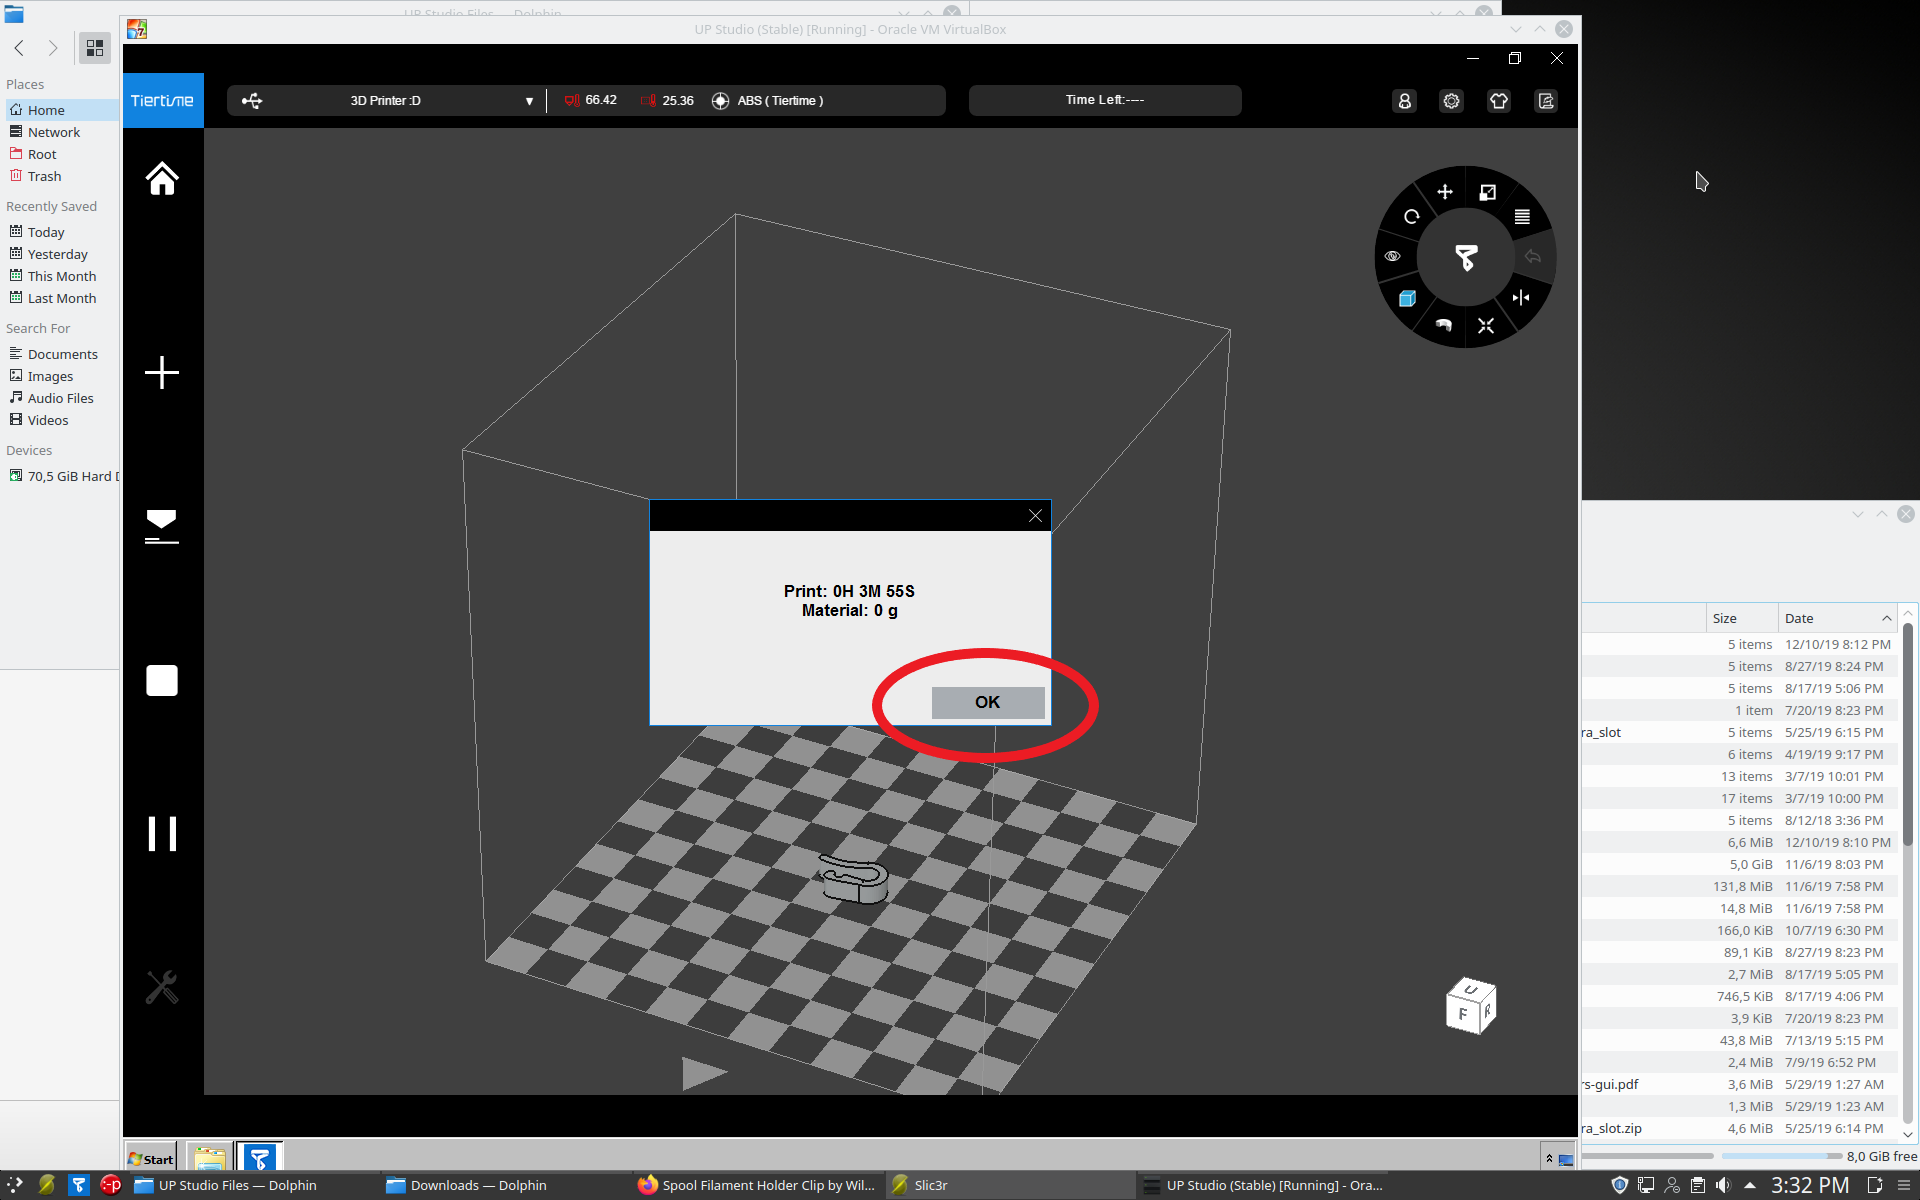 UP Studio Files — Dolphin
UP Studio (Stable) [Running] - Oracle VM VirtualBox
Places
Home
Network
Root
Trash
Recently Saved
Today
Yesterday
This Month
Last Month
Search For
Documents
Images
Audio Files
Videos
Devices
70,5 GiB Hard D
Tiertime
3D Printer :D
66.42
25.36
ABS ( Tiertime )
Time Left:----
Print: 0H 3M 55S
Material: 0 g
OK
U
F
R
Size Date
5 items 12/10/19 8:12 PM
5 items 8/27/19 8:24 PM
5 items 8/17/19 5:06 PM
1 item 7/20/19 8:23 PM
ra_slot 5 items 5/25/19 6:15 PM
6 items 4/19/19 9:17 PM
13 items 3/7/19 10:01 PM
17 items 3/7/19 10:00 PM
5 items 8/12/18 3:36 PM
6,6 MiB 12/10/19 8:10 PM
5,0 GiB 11/6/19 8:03 PM
131,8 MiB 11/6/19 7:58 PM
14,8 MiB 11/6/19 7:58 PM
166,0 KiB 10/7/19 6:30 PM
89,1 KiB 8/27/19 8:23 PM
2,7 MiB 8/17/19 5:05 PM
746,5 KiB 8/17/19 4:06 PM
3,9 KiB 7/20/19 8:23 PM
43,8 MiB 7/13/19 5:15 PM
2,4 MiB 7/9/19 6:52 PM
rs-gui.pdf 3,6 MiB 5/29/19 1:27 AM
1,3 MiB 5/29/19 1:23 AM
ra_slot.zip 4,6 MiB 5/25/19 6:14 PM
8,0 GiB free
Start
UP Studio Files — Dolphin
Downloads — Dolphin
Spool Filament Holder Clip by Wil...
Slic3r
UP Studio (Stable) [Running] - Ora...
3:32 PM